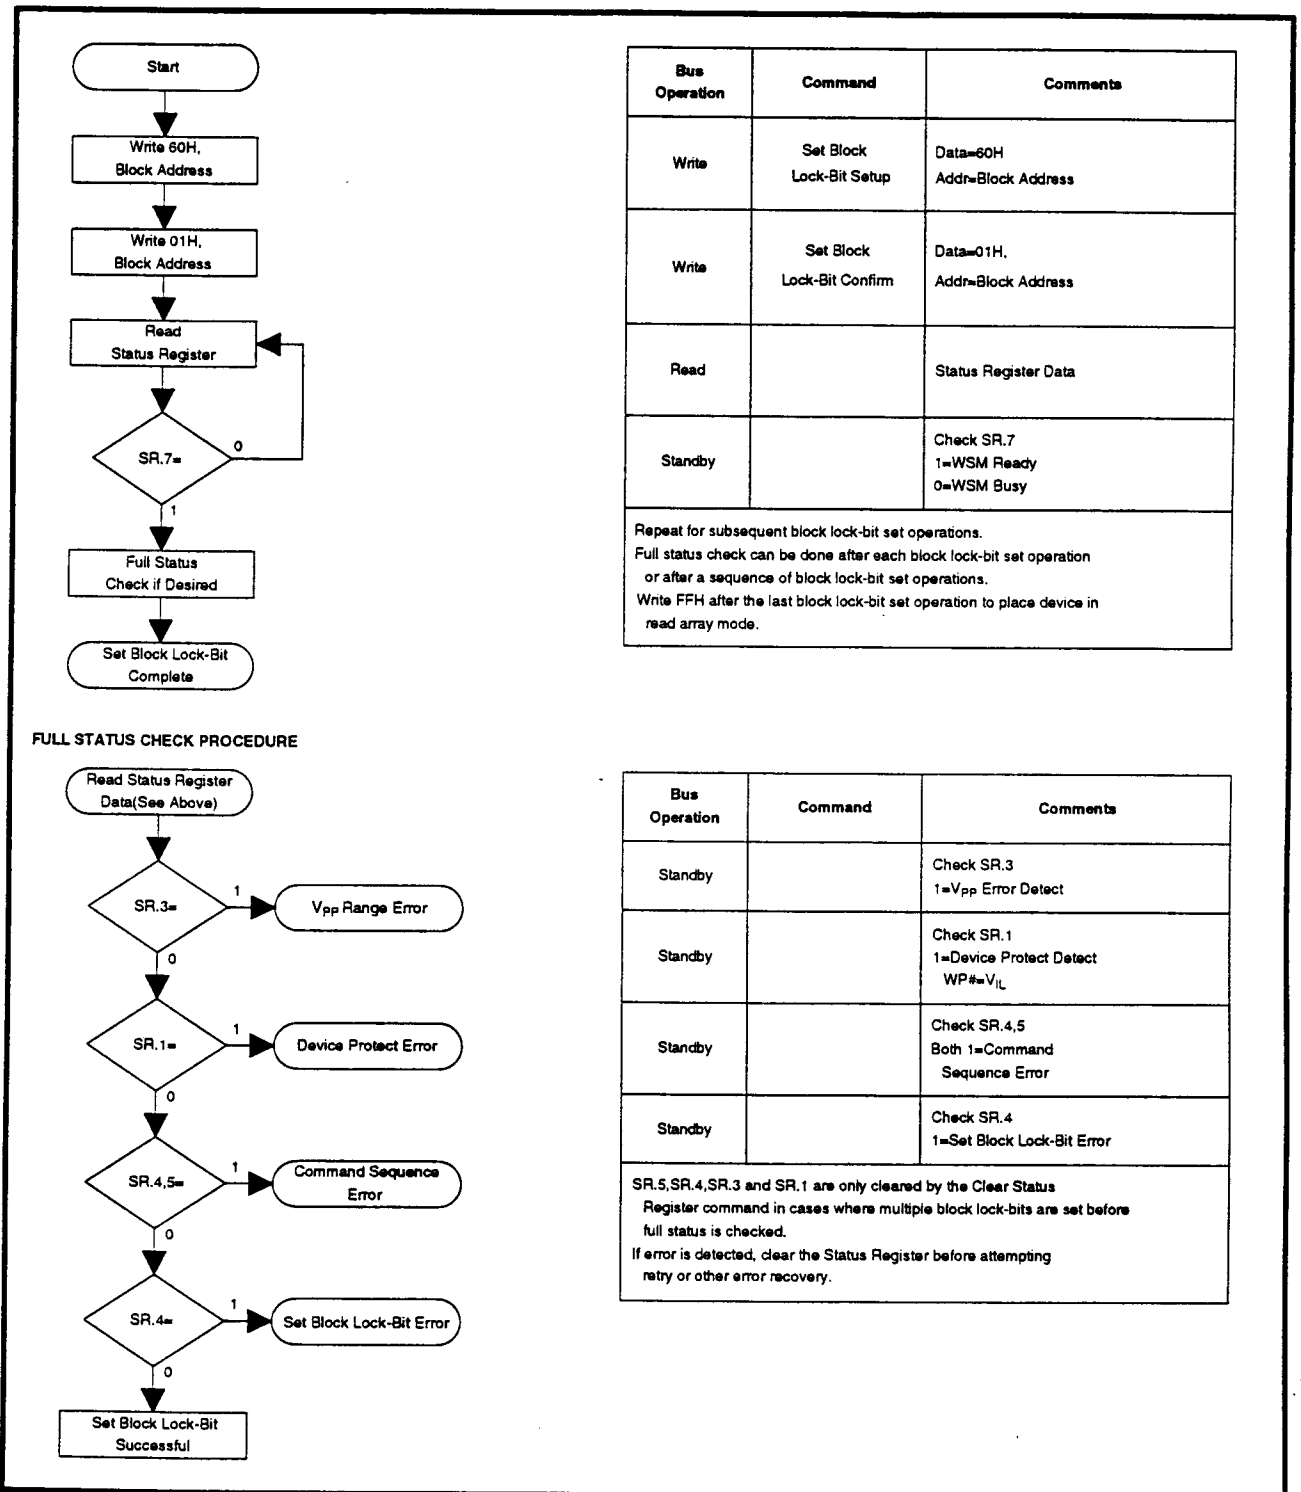 Start
Write 60H,
Block Address
Write 01H,
Block Address
Read
Status Register
SR.7=
0
1
Full Status
Check if Desired
Set Block Lock-Bit
Complete
Bus
Operation
Command
Comments
Write
Set Block
Lock-Bit Setup
Data=60H
Addr=Block Address
Write
Set Block
Lock-Bit Confirm
Data=01H,
Addr=Block Address
Read
Status Register Data
Standby
Check SR.7
1=WSM Ready
0=WSM Busy
Repeat for subsequent block lock-bit set operations.
Full status check can be done after each block lock-bit set operation
or after a sequence of block lock-bit set operations.
Write FFH after the last block lock-bit set operation to place device in
read array mode.
FULL STATUS CHECK PROCEDURE
Read Status Register
Data(See Above)
SR.3=
1
VPP Range Error
0
SR.1=
1
Device Protect Error
0
SR.4,5=
1
Command Sequence
Error
0
SR.4=
1
Set Block Lock-Bit Error
0
Set Block Lock-Bit
Successful
Bus
Operation
Command
Comments
Standby
Check SR.3
1=VPP Error Detect
Standby
Check SR.1
1=Device Protect Detect
WP#=VIL
Standby
Check SR.4,5
Both 1=Command
Sequence Error
Standby
Check SR.4
1=Set Block Lock-Bit Error
SR.5,SR.4,SR.3 and SR.1 are only cleared by the Clear Status
Register command in cases where multiple block lock-bits are set before
full status is checked.
If error is detected, clear the Status Register before attempting
retry or other error recovery.